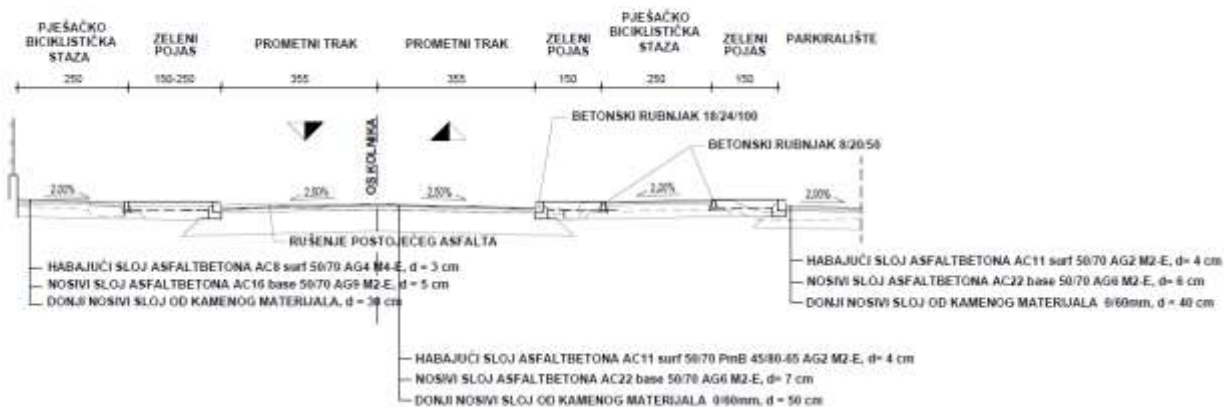 PJEŠAČKO
BICIKLISTIČKA
STAZA
ZELENI
POJAS
PROMETNI TRAK
PROMETNI TRAK
ZELENI
POJAS
PJEŠAČKO
BICIKLISTIČKA
STAZA
ZELENI
POJAS
PARKIRALIŠTE
250
150-250
355
355
150
250
150
BETONSKI RUBNJAK 18/24/100
OS KOLNIKA
BETONSKI RUBNJAK 8/20/50
2,00%
2,50%
2,50%
2,00%
2,00%
RUŠENJE POSTOJEĆEG ASFALTA
HABAJUĆI SLOJ ASFALTBETONA AC8 surf 50/70 AG4 M4-E, d = 3 cm
NOSIVI SLOJ ASFALTBETONA AC16 base 50/70 AG9 M2-E, d = 5 cm
DONJI NOSIVI SLOJ OD KAMENOG MATERIJALA, d = 30 cm
HABAJUĆI SLOJ ASFALTBETONA AC11 surf 50/70 AG2 M2-E, d= 4 cm
NOSIVI SLOJ ASFALTBETONA AC22 base 50/70 AG6 M2-E, d= 6 cm
DONJI NOSIVI SLOJ OD KAMENOG MATERIJALA 0/60mm, d = 40 cm
HABAJUĆI SLOJ ASFALTBETONA AC11 surf 50/70 PmB 45/80-65 AG2 M2-E, d= 4 cm
NOSIVI SLOJ ASFALTBETONA AC22 base 50/70 AG6 M2-E, d= 7 cm
DONJI NOSIVI SLOJ OD KAMENOG MATERIJALA 0/60mm, d = 50 cm